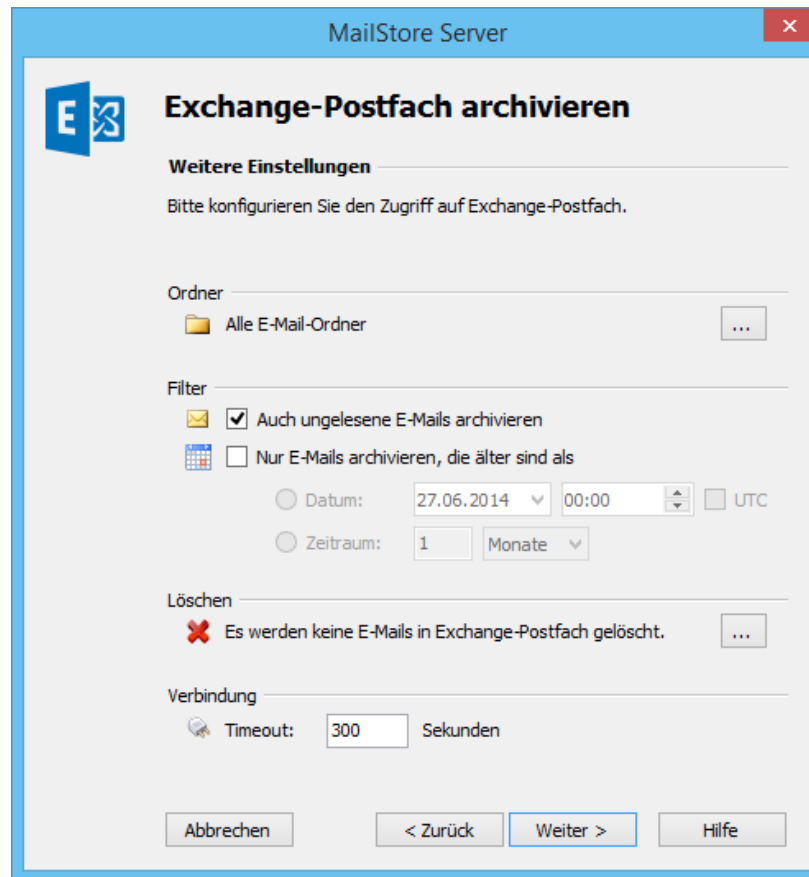 MailStore Server
Exchange-Postfach archivieren
Weitere Einstellungen
Bitte konfigurieren Sie den Zugriff auf Exchange-Postfach.
Ordner
Alle E-Mail-Ordner ...
Filter
Auch ungelesene E-Mails archivieren
Nur E-Mails archivieren, die älter sind als
Datum: 27.06.2014 00:00 UTC
Zeitraum: 1 Monate
Löschen
Es werden keine E-Mails in Exchange-Postfach gelöscht. ...
Verbindung
Timeout: 300 Sekunden
Abbrechen < Zurück Weiter > Hilfe